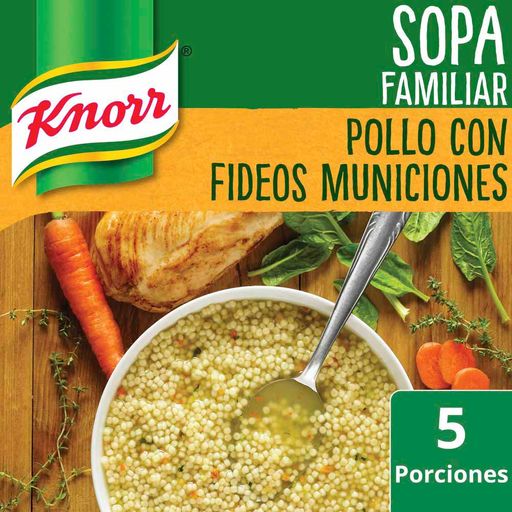 SOPA
FAMILIAR
Knorr®
POLLO CON
FIDEOS MUNICIONES
5
Porciones